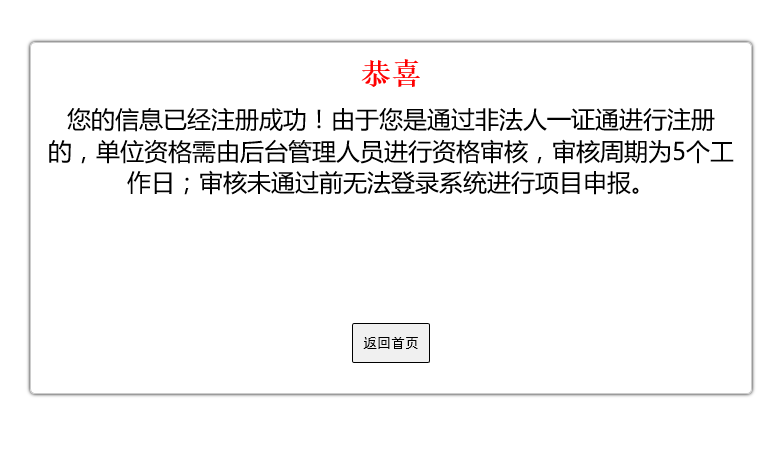 恭喜
您的信息已经注册成功！由于您是通过非法人一证通进行注册
的，单位资格需由后台管理人员进行资格审核，审核周期为5个工
作日；审核未通过前无法登录系统进行项目申报。
返回首页